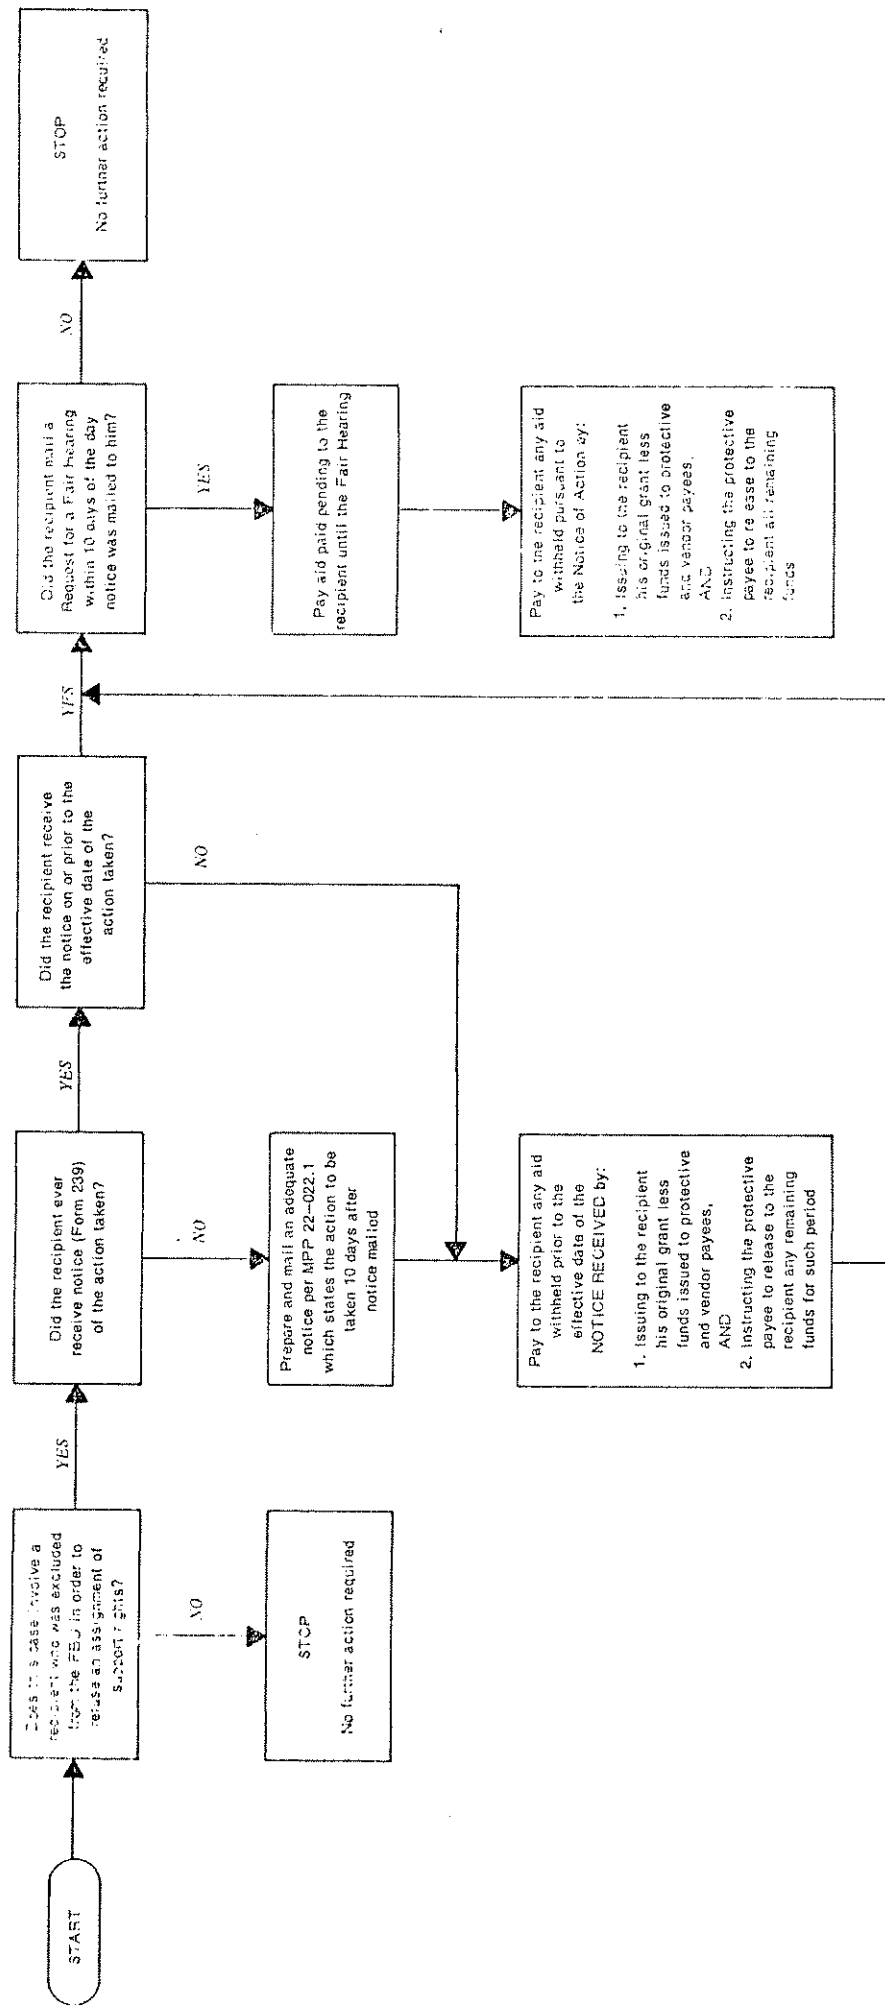 START
Does this case involve a
recipient who was excluded
from the FBU in order to
refuse an assignment of
support rights?
YES
NO
STOP
No further action required
Did the recipient ever
receive notice (Form 239)
of the action taken?
YES
NO
Prepare and mail an adequate
notice per MPP 22-022.1
which states the action to be
taken 10 days after
notice mailed
Pay to the recipient any aid
withheld prior to the
effective date of the
NOTICE RECEIVED by:
1. Issuing to the recipient
his original grant less
funds issued to protective
and vendor payees,
AND
2. Instructing the protective
payee to release to the
recipient any remaining
funds for such period
Did the recipient receive
the notice on or prior to the
effective date of the
action taken?
YES
NO
Did the recipient mail a
Request for a Fair Hearing
within 10 days of the day
notice was mailed to him?
NO
YES
Pay aid paid pending to the
recipient until the Fair Hearing
Pay to the recipient any aid
withheld pursuant to
the Notice of Action by:
1. Issuing to the recipient
his original grant less
funds issued to protective
and vendor payees,
AND
2. Instructing the protective
payee to release to the
recipient all remaining
funds
STOP
No further action required